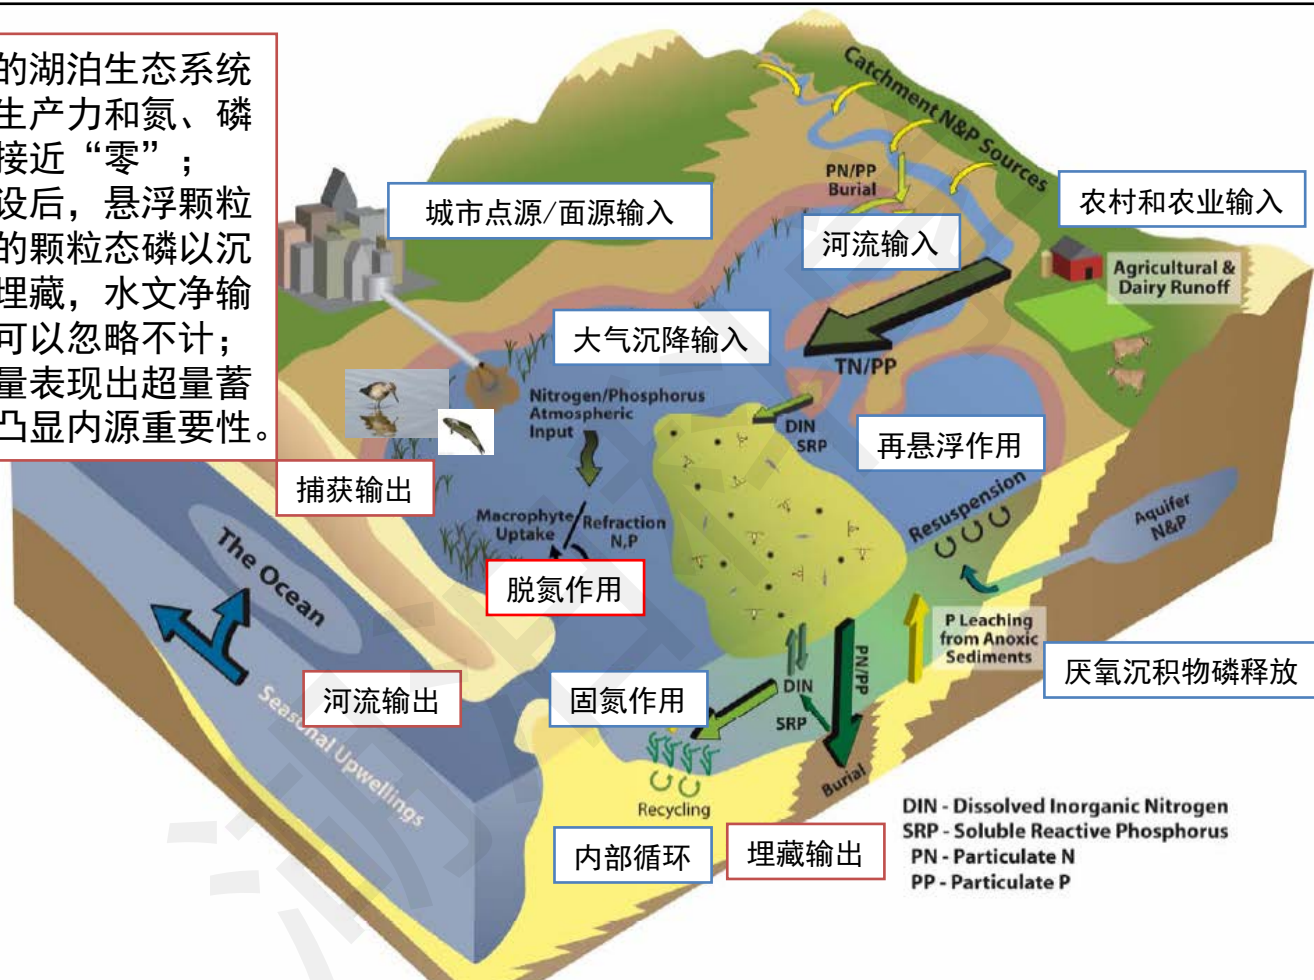 的湖泊生态系统
生产力和氮、磷
接近“零”；
设后，悬浮颗粒
的颗粒态磷以沉
埋藏，水文净输
可以忽略不计；
量表现出超量蓄
凸显内源重要性。
Catchment N&P Sources
PN/PP
Burial
城市点源/面源输入
农村和农业输入
河流输入
Agricultural &
Dairy Runoff
大气沉降输入
TN/PP
Nitrogen/Phosphorus
Atmospheric
Input
DIN
SRP
再悬浮作用
捕获输出
Resuspension
Aquifer
N&P
Macrophyte
Uptake
Refraction
N,P
The Ocean
脱氮作用
P Leaching
from Anoxic
Sediments
厌氧沉积物磷释放
PN/PP
河流输出
固氮作用
DIN
SRP
Seasonal Upwellings
Burial
Recycling
内部循环
埋藏输出
DIN - Dissolved Inorganic Nitrogen
SRP - Soluble Reactive Phosphorus
PN - Particulate N
PP - Particulate P